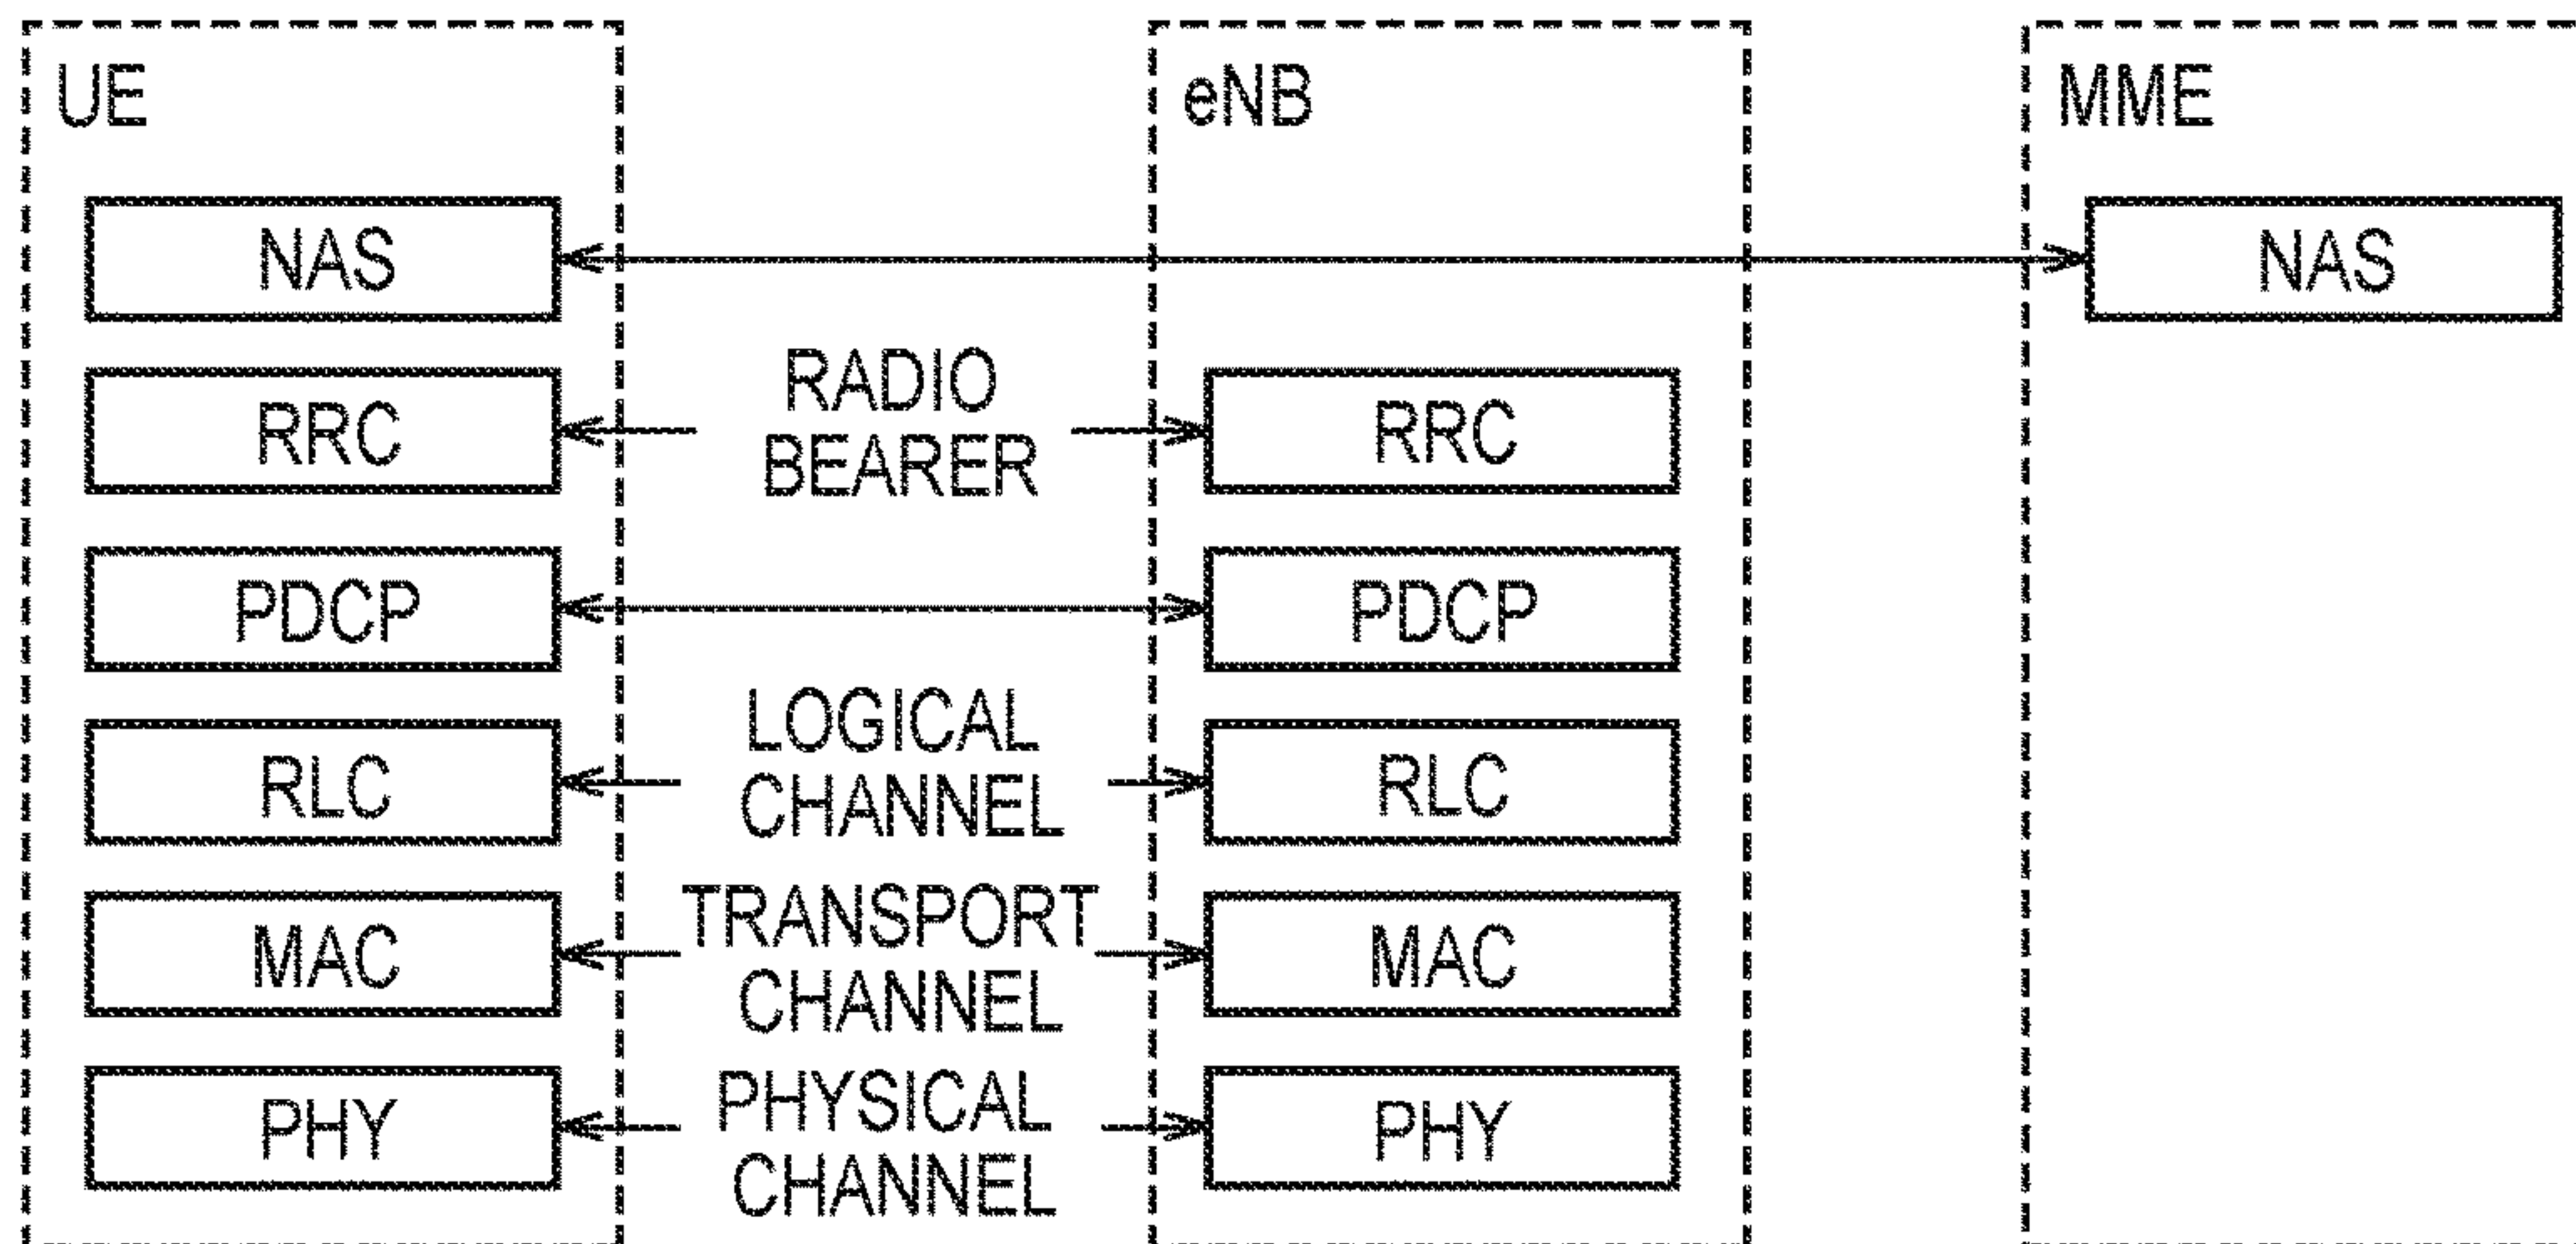 UE
eNB
MME
NAS
NAS
RADIO
BEARER
RRC
RRC
PDCP
PDCP
LOGICAL
CHANNEL
RLC
RLC
TRANSPORT
CHANNEL
MAC
MAC
PHYSICAL
CHANNEL
PHY
PHY